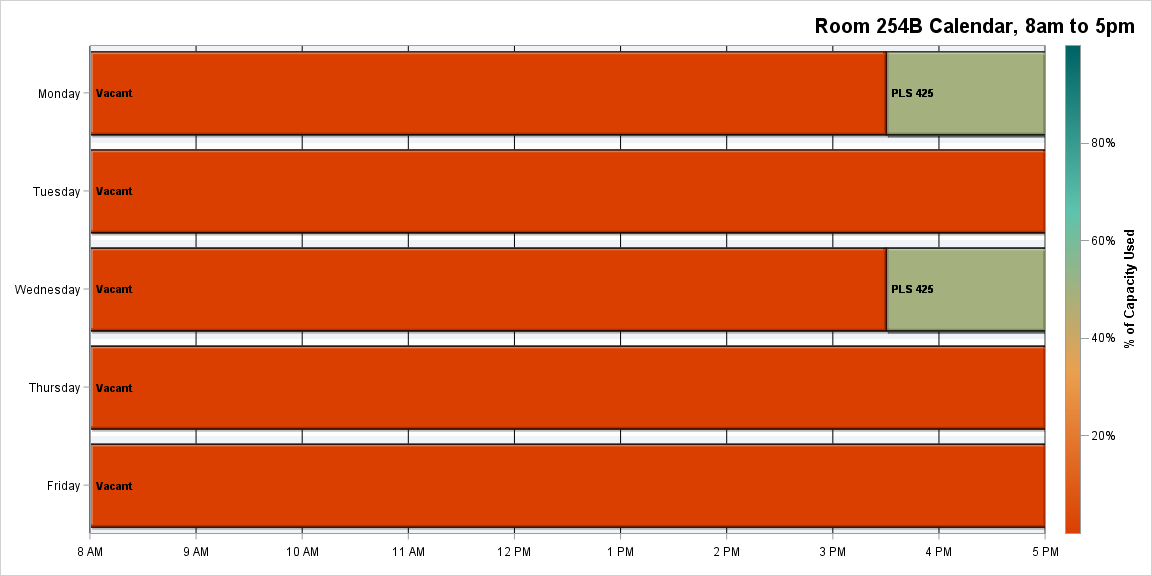 Room 254B Calendar, 8am to 5pm
Monday
Vacant
PLS 425
Tuesday
Vacant
Wednesday
Vacant
PLS 425
Thursday
Vacant
Friday
Vacant
8 AM 9 AM 10 AM 11 AM 12 PM 1 PM 2 PM 3 PM 4 PM 5 PM
80%
60%
40%
20%
% of Capacity Used